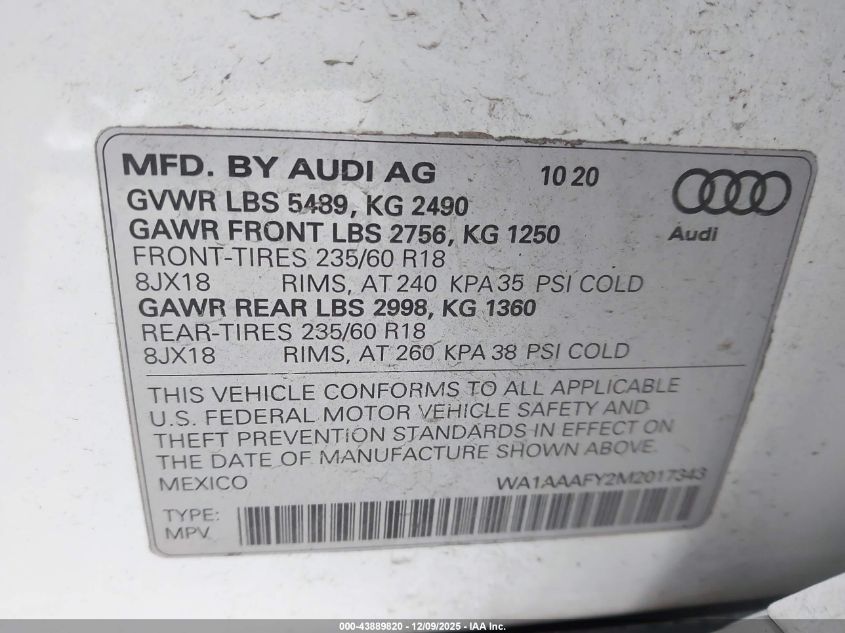 MFD. BY AUDI AG 10 20
GVWR LBS 5489, KG 2490
GAWR FRONT LBS 2756, KG 1250
Audi
FRONT-TIRES 235/60 R18
8JX18 RIMS, AT 240 KPA 35 PSI COLD
GAWR REAR LBS 2998, KG 1360
REAR-TIRES 235/60 R18
8JX18 RIMS, AT 260 KPA 38 PSI COLD
THIS VEHICLE CONFORMS TO ALL APPLICABLE
U.S. FEDERAL MOTOR VEHICLE SAFETY AND
THEFT PREVENTION STANDARDS IN EFFECT ON
THE DATE OF MANUFACTURE SHOWN ABOVE.
MEXICO WA1AAAFY2M2017343
TYPE:
MPV
000-43889820 - 12/09/2025 - IAA Inc.